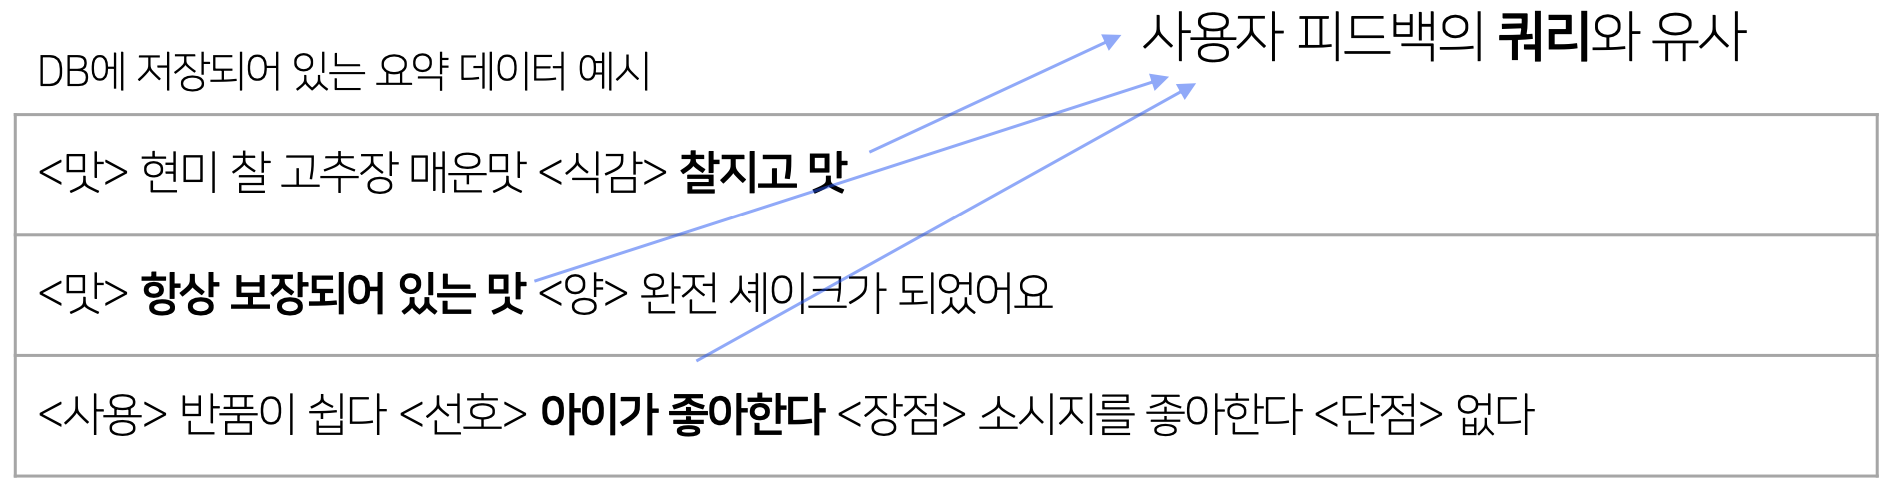 사용자 피드백의 쿼리와 유사
DB에 저장되어 있는 요약 데이터 예시
<맛> 현미 찰 고추장 매운맛 <식감> 찰지고 맛
<맛> 항상 보장되어 있는 맛 <양> 완전 셰이크가 되었어요
<사용> 반품이 쉽다 <선호> 아이가 좋아한다 <장점> 소시지를 좋아한다 <단점> 없다